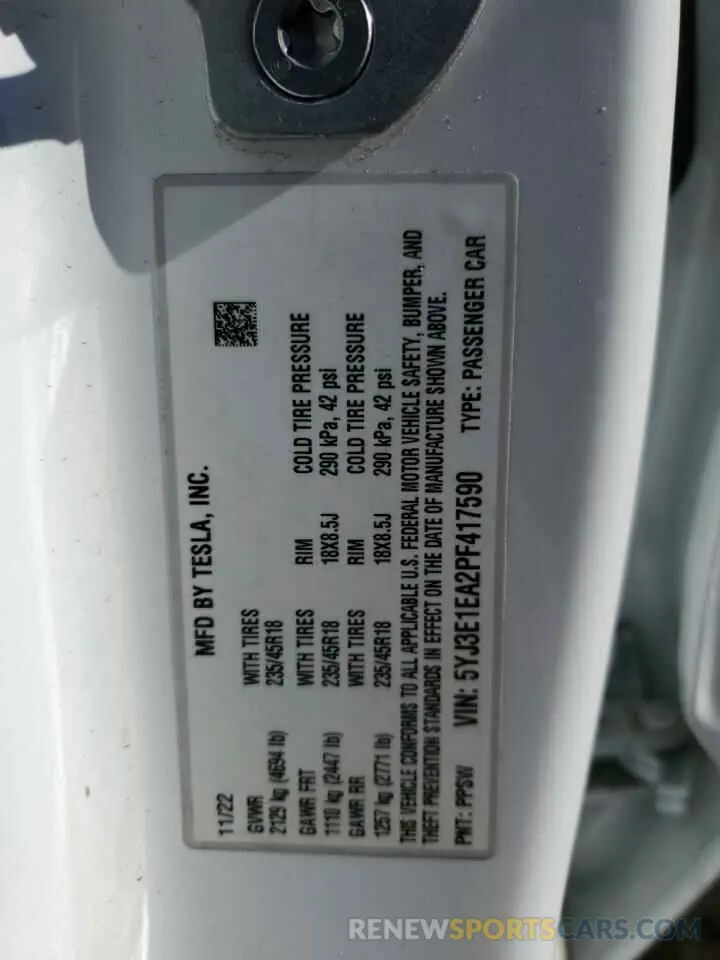 MFD BY TESLA, INC.
11/22
GVWR WITH TIRES
2129 kg (4694 lb) 235/45R18
GAWR FRT WITH TIRES RIM COLD TIRE PRESSURE
1110 kg (2447 lb) 235/45R18 18X8.5J 290 kPa, 42 psi
GAWR RR WITH TIRES RIM COLD TIRE PRESSURE
1257 kg (2771 lb) 235/45R18 18X8.5J 290 kPa, 42 psi
THIS VEHICLE CONFORMS TO ALL APPLICABLE U.S. FEDERAL MOTOR VEHICLE SAFETY, BUMPER, AND
THEFT PREVENTION STANDARDS IN EFFECT ON THE DATE OF MANUFACTURE SHOWN ABOVE.
PNT: PPSW VIN: 5YJ3E1EA2PF417590 TYPE: PASSENGER CAR
RENEWSPORTSCARS.COM